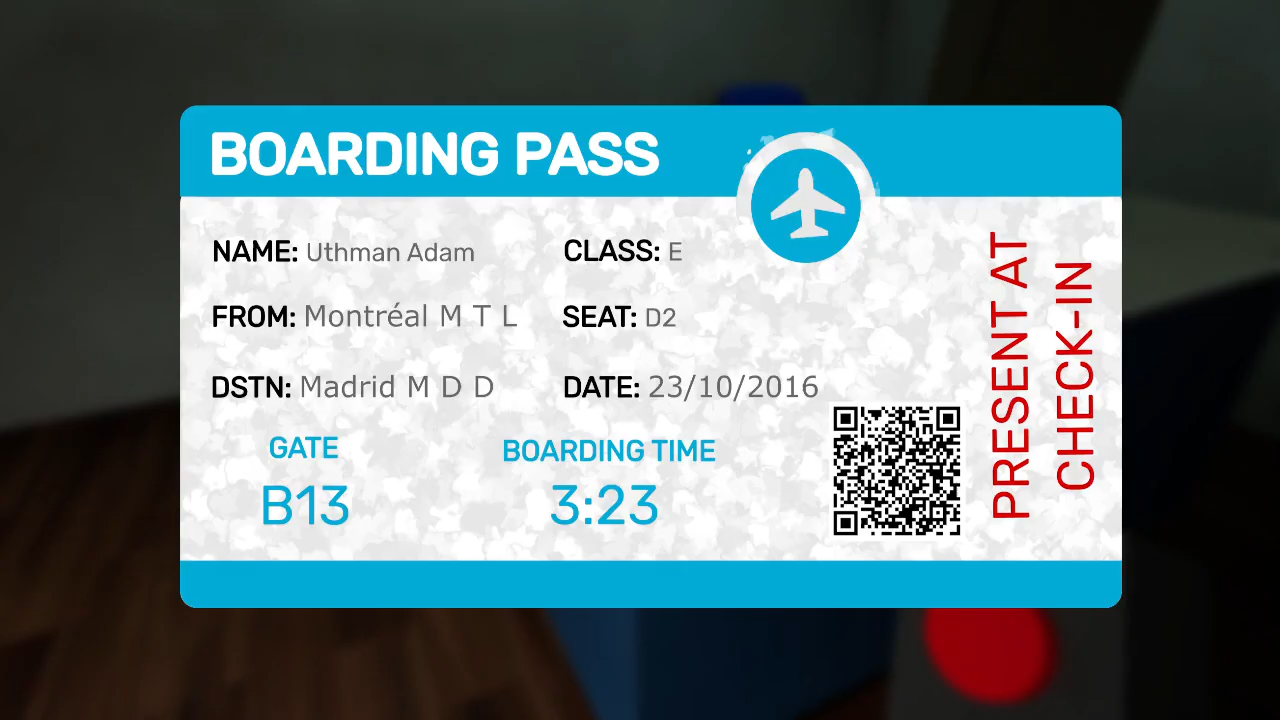 BOARDING PASS
NAME: Uthman Adam
CLASS: E
FROM: Montréal M T L
SEAT: D2
DSTN: Madrid M D D
DATE: 23/10/2016
GATE
BOARDING TIME
B13
3:23
PRESENT AT
CHECK-IN